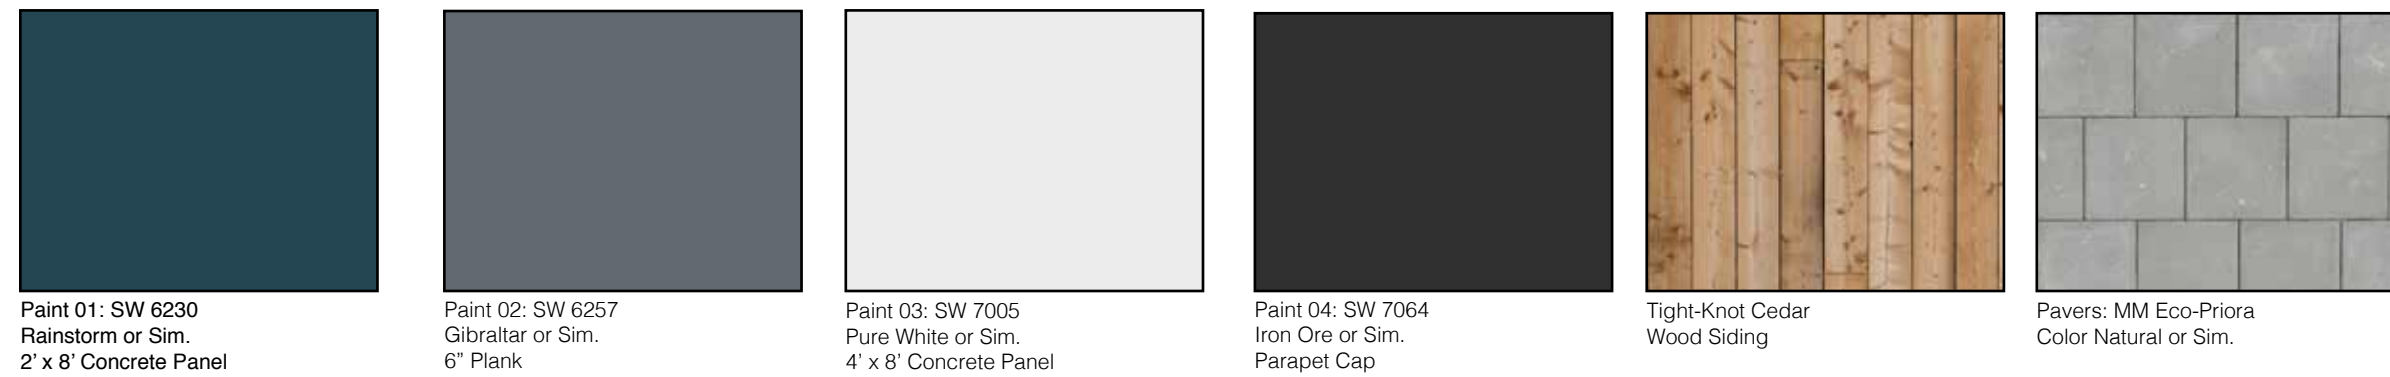 Paint 01: SW 6230
Rainstorm or Sim.
2’ x 8’ Concrete Panel
Paint 02: SW 6257
Gibraltar or Sim.
6” Plank
Paint 03: SW 7005
Pure White or Sim.
4’ x 8’ Concrete Panel
Paint 04: SW 7064
Iron Ore or Sim.
Parapet Cap
Tight-Knot Cedar
Wood Siding
Pavers: MM Eco-Priora
Color Natural or Sim.